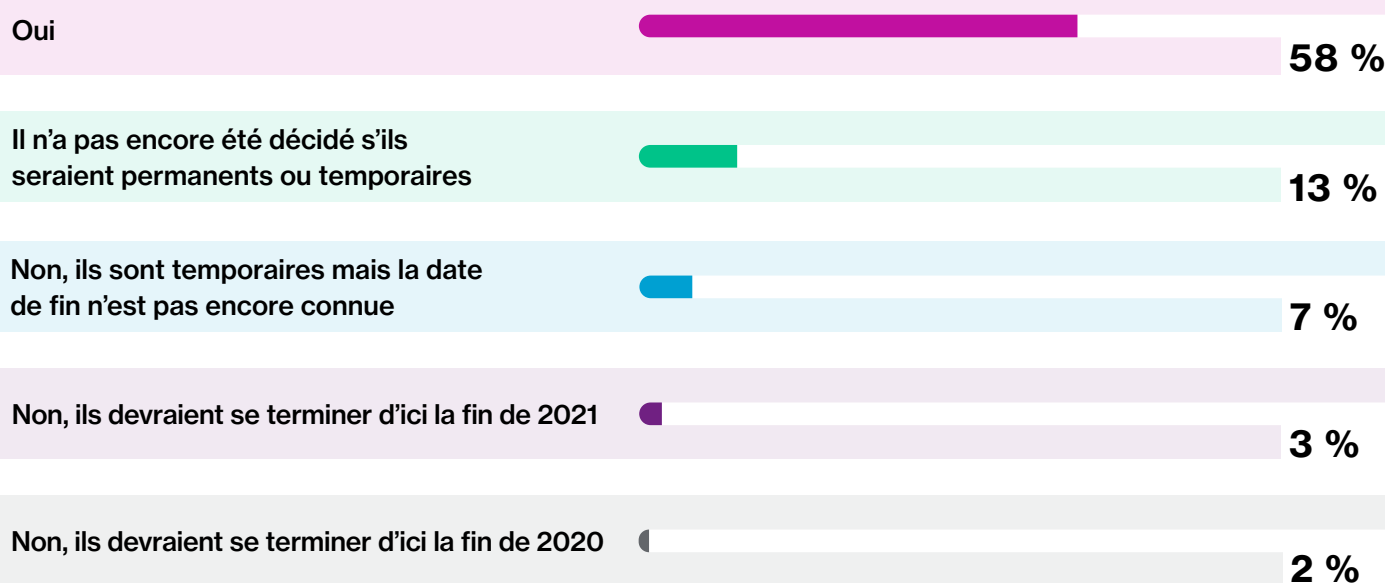 Oui
58 %
Il n’a pas encore été décidé s’ils
seraient permanents ou temporaires
13 %
Non, ils sont temporaires mais la date
de fin n’est pas encore connue
7 %
Non, ils devraient se terminer d’ici la fin de 2021
3 %
Non, ils devraient se terminer d’ici la fin de 2020
2 %